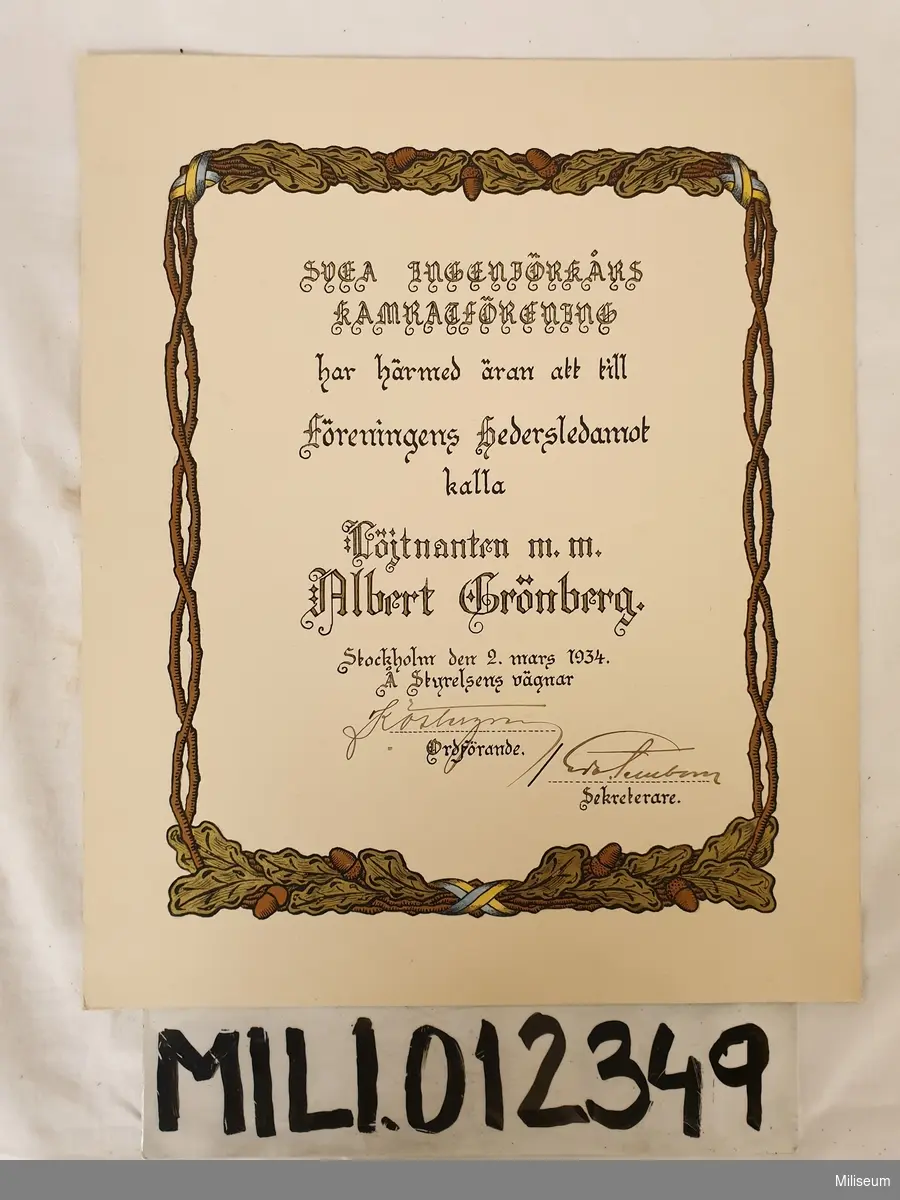 SVEA INGENIÖRKÅRS
KAMRATFÖRENING
har härmed äran att till
Föreningens Hedersledamot
kalla
Löjtnanten m. m.
Albert Grönberg.
Stockholm den 2. mars 1934.
Å Styrelsens vägnar
Ordförande.
Sekreterare.
MILI.012349
Miliseum